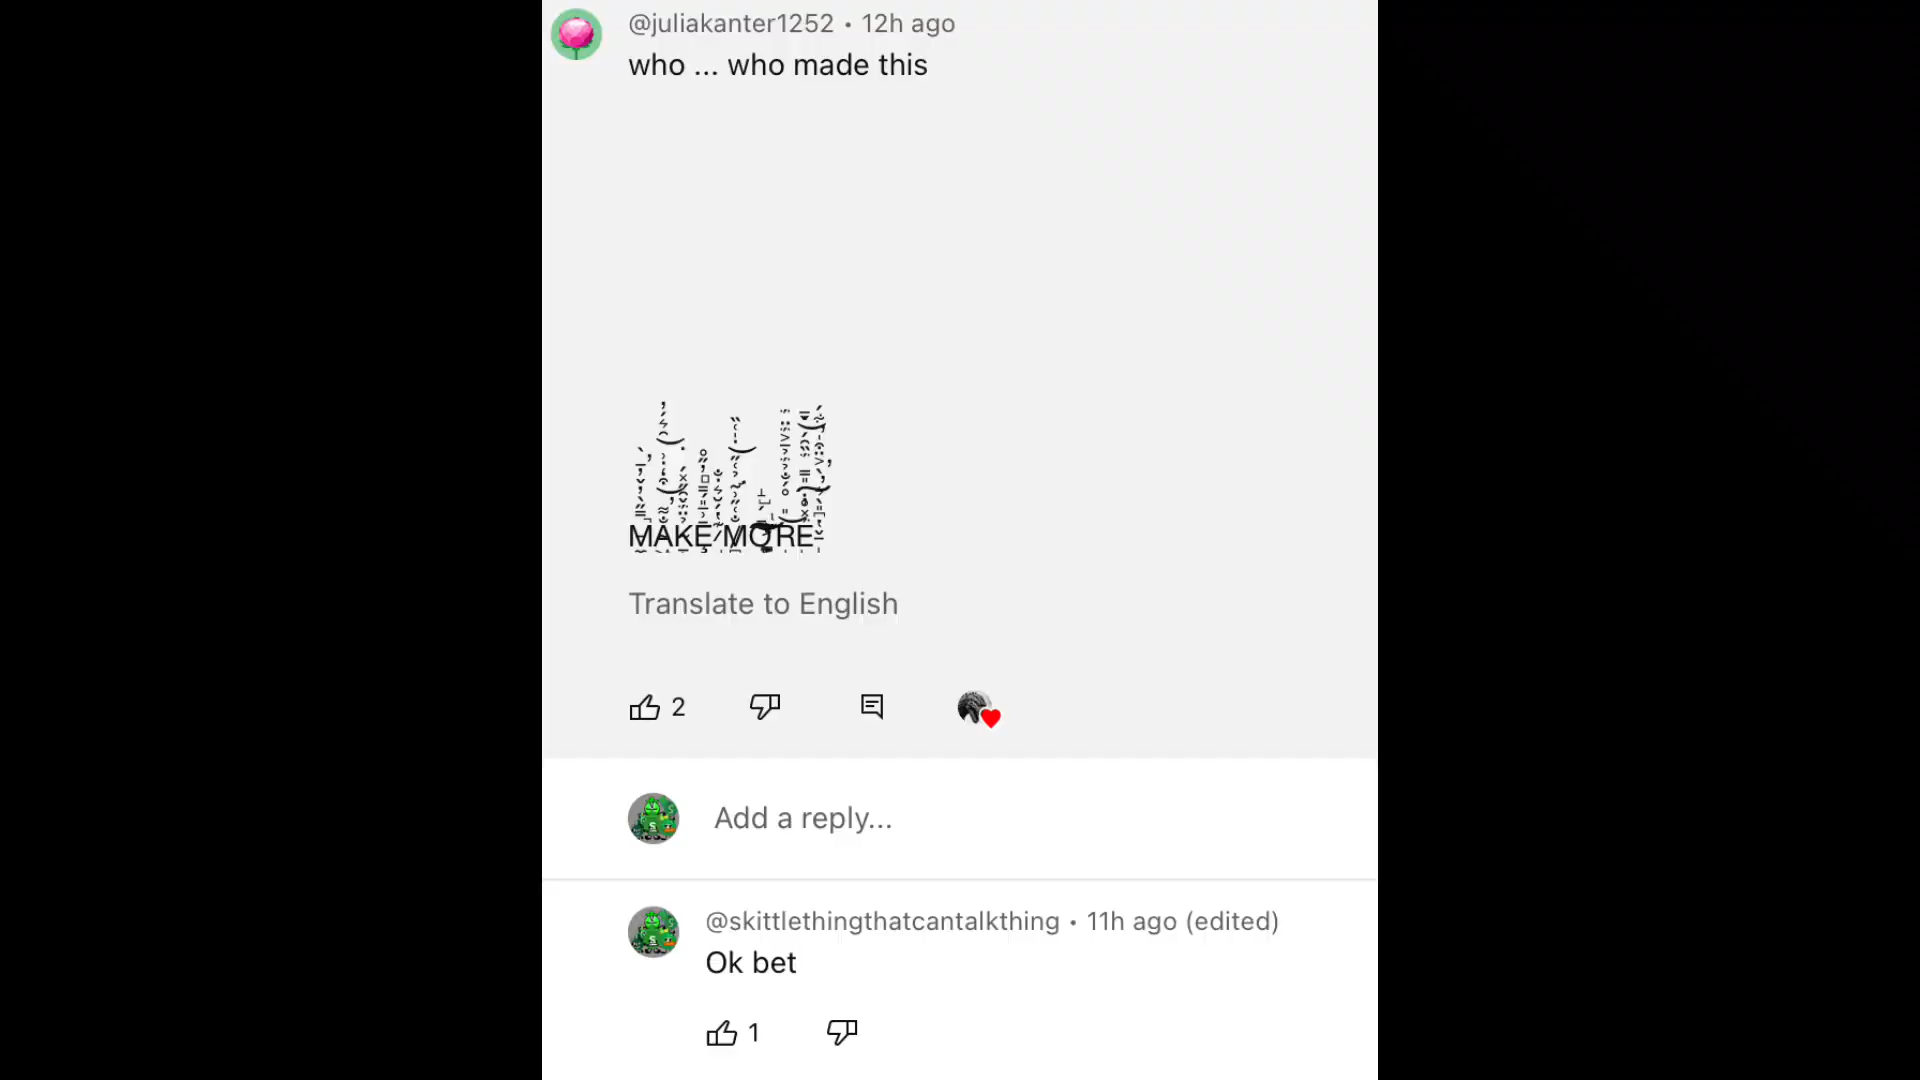 @juliakanter1252 • 12h ago
who ... who made this
MAKE MORE
Translate to English
2
Add a reply...
@skittlethingthatcantalkthing • 11h ago (edited)
Ok bet
1